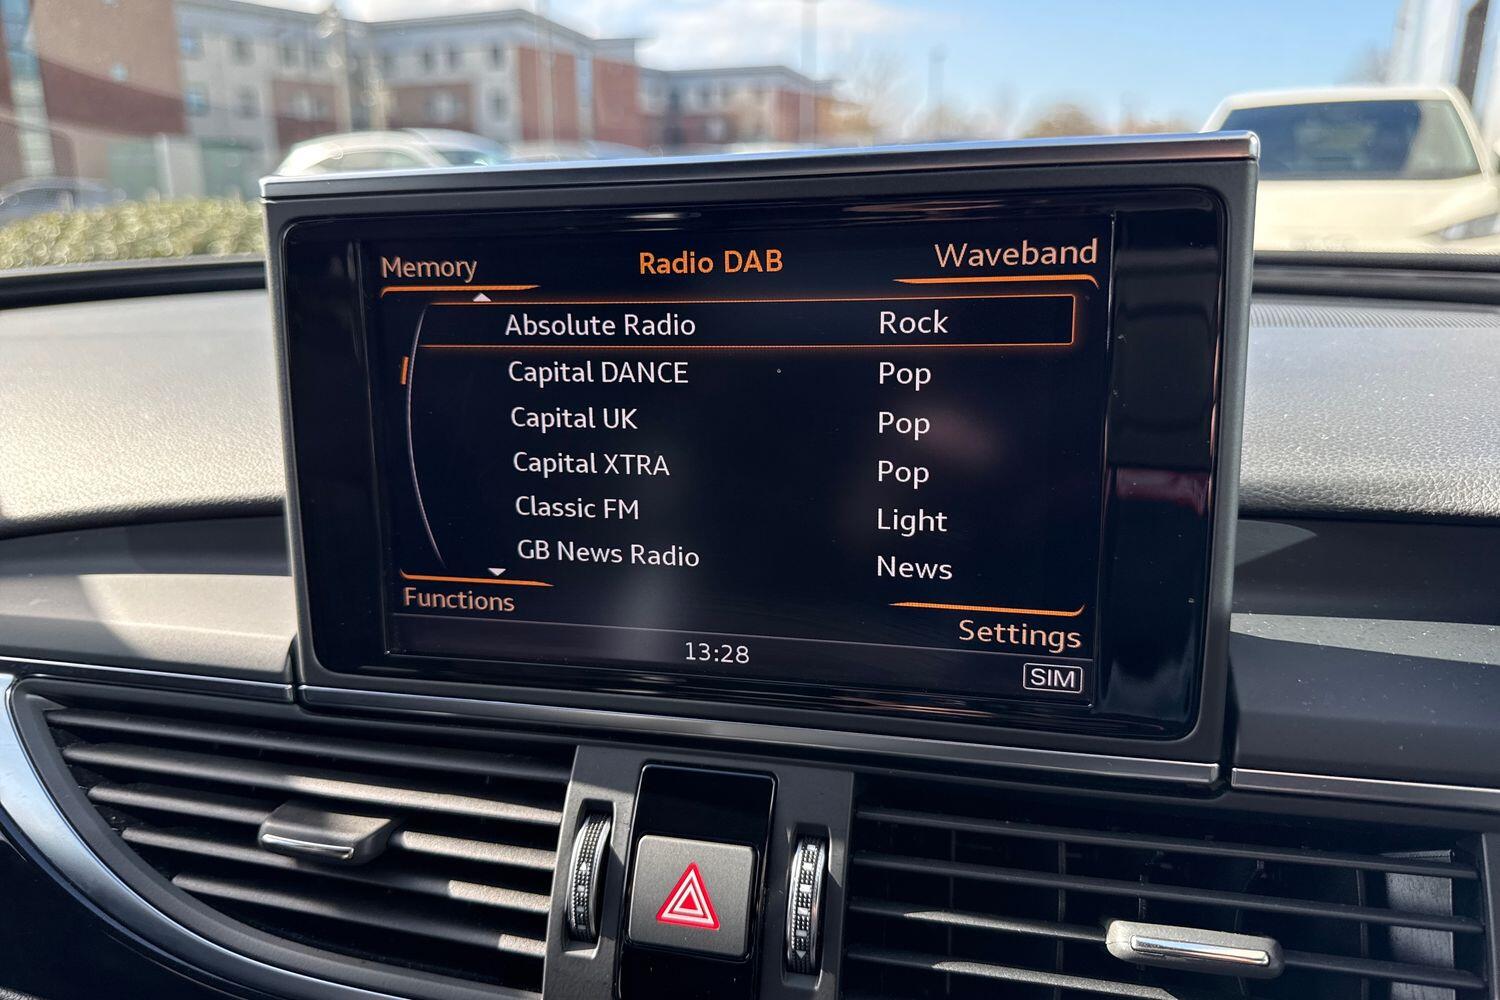 Memory Radio DAB Waveband
Absolute Radio Rock
Capital DANCE Pop
Capital UK Pop
Capital XTRA Pop
Classic FM Light
GB News Radio News
Functions Settings
13:28 SIM